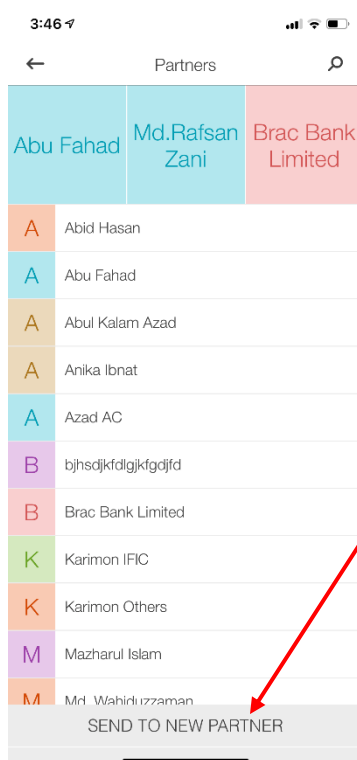 3:46
Partners
Abu Fahad
Md.Rafsan
Zani
Brac Bank
Limited
A Abid Hasan
A Abu Fahad
A Abul Kalam Azad
A Anika Ibnat
A Azad AC
B bjhsdjkfdlgjkfgdjfd
B Brac Bank Limited
K Karimon IFIC
K Karimon Others
M Mazharul Islam
M Md. Wahiduzzaman
SEND TO NEW PARTNER